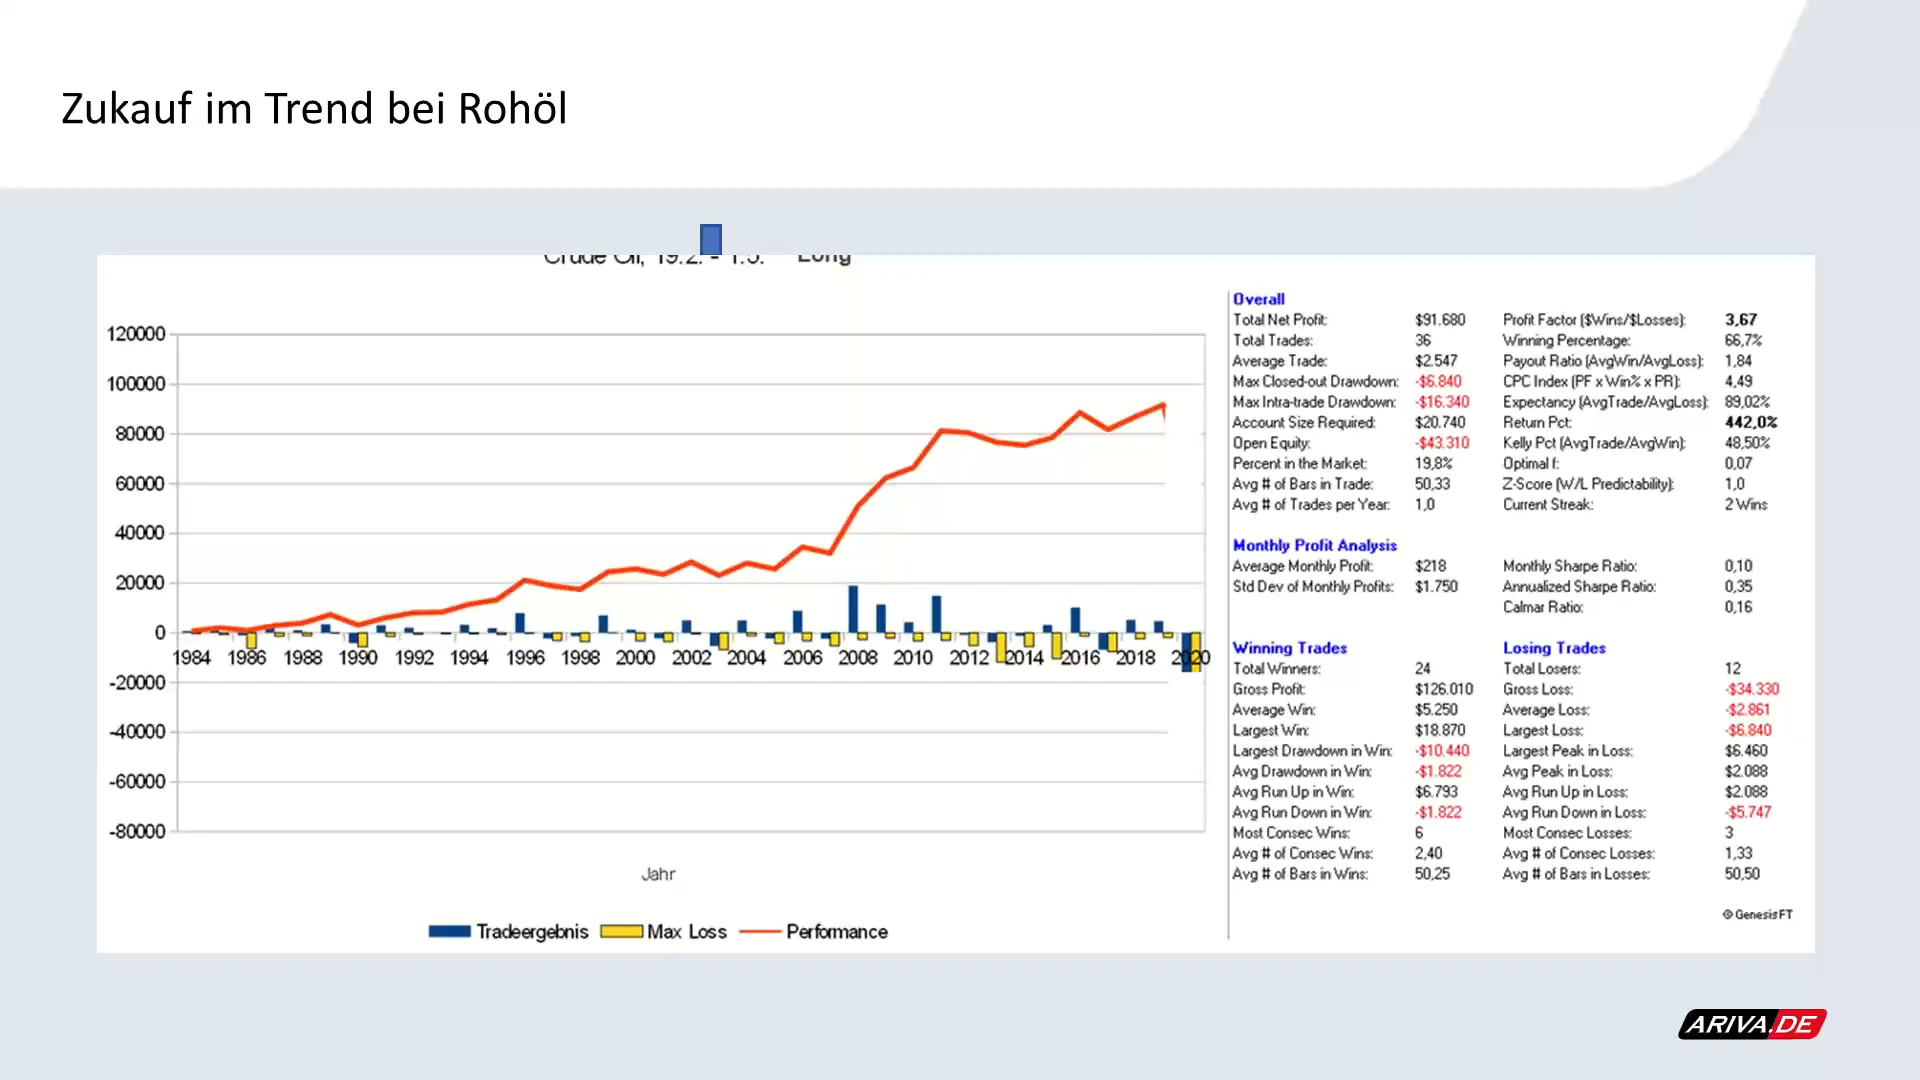 Zukauf im Trend bei Rohöl
Crude Oil, 19.2. - 1.5. Long
120000
100000
80000
60000
40000
20000
0
-20000
-40000
-60000
-80000
1984 1986 1988 1990 1992 1994 1996 1998 2000 2002 2004 2006 2008 2010 2012 2014 2016 2018 2020
Jahr
Tradeergebnis Max Loss Performance
Overall
Total Net Profit: $91.680 Profit Factor ($Wins/$Losses): 3,67
Total Trades: 36 Winning Percentage: 66,7%
Average Trade: $2.547 Payout Ratio (AvgWin/AvgLoss): 1,84
Max Closed-out Drawdown: -$6.840 CPC Index (PF x Win% x PR): 4,49
Max Intra-trade Drawdown: -$16.340 Expectancy (AvgTrade/AvgLoss): 89,02%
Account Size Required: $20.740 Return Pct: 442,0%
Open Equity: -$43.310 Kelly Pct (AvgTrade/AvgWin): 48,50%
Percent in the Market: 19,8% Optimal f: 0,07
Avg # of Bars in Trade: 50,33 Z-Score (W/L Predictability): 1,0
Avg # of Trades per Year: 1,0 Current Streak: 2 Wins
Monthly Profit Analysis
Average Monthly Profit: $218 Monthly Sharpe Ratio: 0,10
Std Dev of Monthly Profits: $1.750 Annualized Sharpe Ratio: 0,35
Calmar Ratio: 0,16
Winning Trades Losing Trades
Total Winners: 24 Total Losers: 12
Gross Profit: $126.010 Gross Loss: -$34.330
Average Win: $5.250 Average Loss: -$2.861
Largest Win: $18.870 Largest Loss: -$6.840
Largest Drawdown in Win: -$10.440 Largest Peak in Loss: $6.460
Avg Drawdown in Win: -$1.822 Avg Peak in Loss: $2.088
Avg Run Up in Win: $6.793 Avg Run Up in Loss: $2.088
Avg Run Down in Win: -$1.822 Avg Run Down in Loss: -$5.747
Most Consec Wins: 6 Most Consec Losses: 3
Avg # of Consec Wins: 2,40 Avg # of Consec Losses: 1,33
Avg # of Bars in Wins: 50,25 Avg # of Bars in Losses: 50,50
© GenesisFT
ARIVA.DE